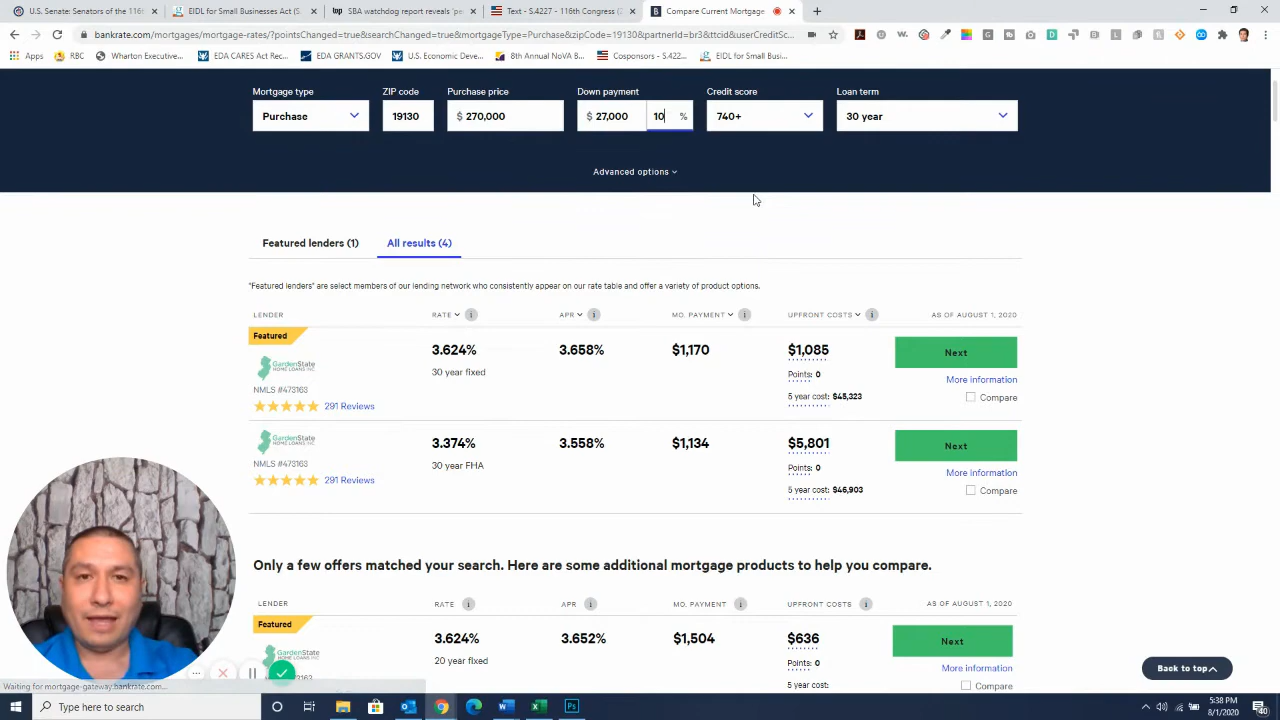 U.S. Senate: Senators of the 116t
EIDL for Small Businesses Act (S.
SBA watchdog report reveals 'pe
Text - S.4227 - 116th Congress (
Compare Current Mortgage
bankrate.com/mortgages/mortgage-rates/?pointsChanged=true&searchChanged=true&mortgageType=Purchase&zipCode=19130&partnerId=br3&ttcid&userCreditSc...
Apps
RBC
Wharton Executive...
EDA CARES Act Rec...
EDA GRANTS.GOV
U.S. Economic Deve...
8th Annual NoVA B...
Cosponsors - S.422...
EIDL for Small Busi...
Mortgage type
ZIP code
Purchase price
Down payment
Credit score
Loan term
Purchase
19130
$ 270,000
$ 27,000
10 %
740+
30 year
Advanced options
Featured lenders (1)
All results (4)
"Featured lenders" are select members of our lending network who consistently appear on our rate table and offer a variety of product options.
LENDER
RATE
APR
MO. PAYMENT
UPFRONT COSTS
AS OF AUGUST 1, 2020
Featured
GardenState
HOME LOANS, INC.
NMLS #473163
291 Reviews
3.624%
30 year fixed
3.658%
$1,170
$1,085
Points: 0
5 year cost: $45,323
Next
More information
Compare
GardenState
HOME LOANS, INC.
NMLS #473163
291 Reviews
3.374%
30 year FHA
3.558%
$1,134
$5,801
Points: 0
5 year cost: $46,903
Next
More information
Compare
Only a few offers matched your search. Here are some additional mortgage products to help you compare.
LENDER
RATE
APR
MO. PAYMENT
UPFRONT COSTS
AS OF AUGUST 1, 2020
Featured
GardenState
3.624%
20 year fixed
3.652%
$1,504
$636
Points: 0
5 year cost:
Next
More information
Compare
Back to top
Waiting for mortgage-gateway.bankrate.com...
Type here to search
5:38 PM
8/1/2020